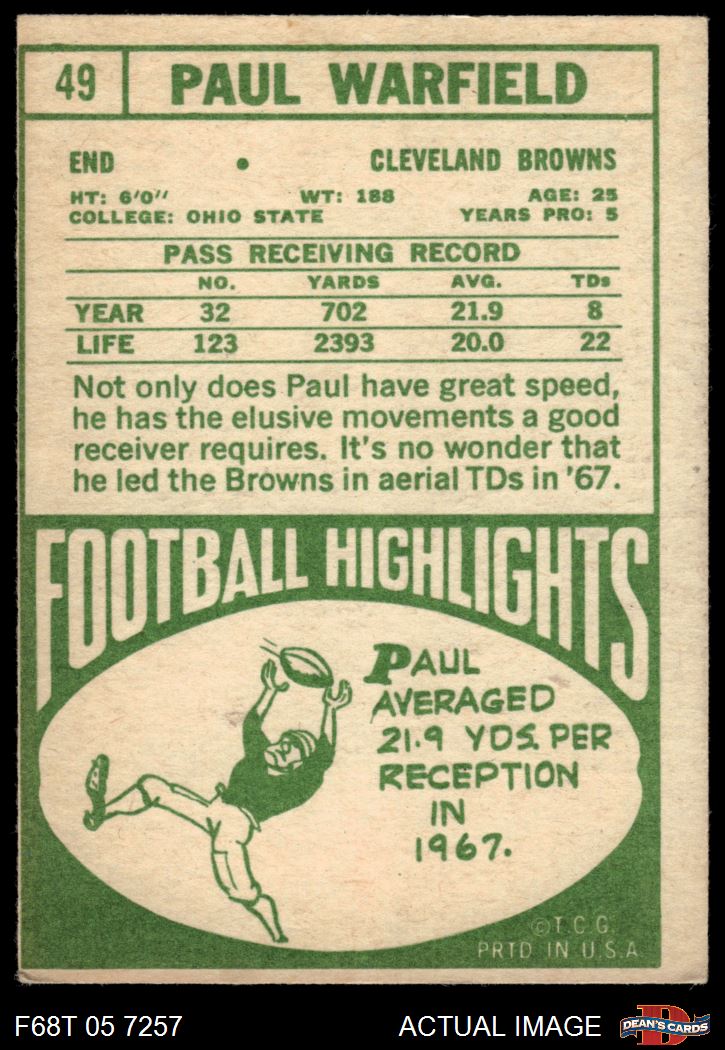 49 PAUL WARFIELD
END • CLEVELAND BROWNS
HT: 6'0" WT: 188 AGE: 25
COLLEGE: OHIO STATE YEARS PRO: 5
PASS RECEIVING RECORD
NO. YARDS AVG. TDs
YEAR 32 702 21.9 8
LIFE 123 2393 20.0 22
Not only does Paul have great speed,
he has the elusive movements a good
receiver requires. It's no wonder that
he led the Browns in aerial TDs in '67.
FOOTBALL HIGHLIGHTS
PAUL
AVERAGED
21.9 YDS. PER
RECEPTION
IN
1967.
©T.C.G.
PRTD IN U.S.A.
F68T 05 7257 ACTUAL IMAGE D DEAN'S CARDS